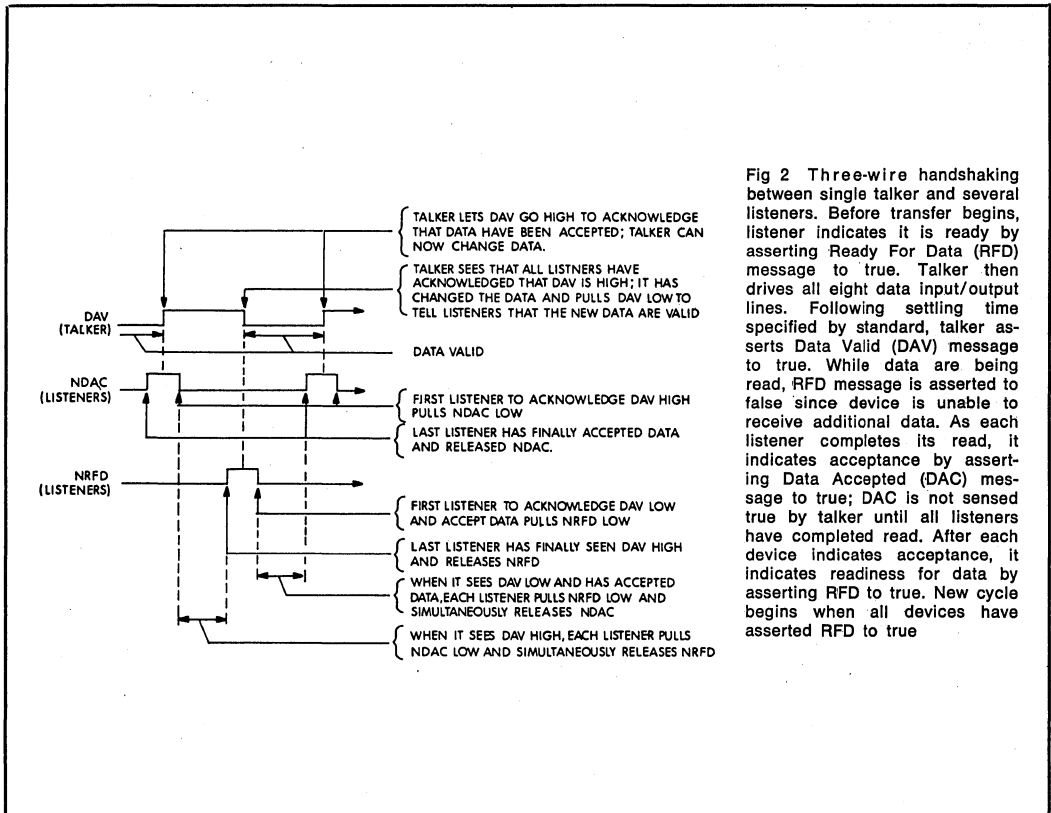 TALKER LETS DAV GO HIGH TO ACKNOWLEDGE
THAT DATA HAVE BEEN ACCEPTED; TALKER CAN
NOW CHANGE DATA.
TALKER SEES THAT ALL LISTNERS HAVE
ACKNOWLEDGED THAT DAV IS HIGH; IT HAS
CHANGED THE DATA AND PULLS DAV LOW TO
TELL LISTENERS THAT THE NEW DATA ARE VALID
DAV
(TALKER)
DATA VALID
NDAC
(LISTENERS)
FIRST LISTENER TO ACKNOWLEDGE DAV HIGH
PULLS NDAC LOW
LAST LISTENER HAS FINALLY ACCEPTED DATA
AND RELEASED NDAC.
NRFD
(LISTENERS)
FIRST LISTENER TO ACKNOWLEDGE DAV LOW
AND ACCEPT DATA PULLS NRFD LOW
LAST LISTENER HAS FINALLY SEEN DAV HIGH
AND RELEASES NRFD
WHEN IT SEES DAV LOW AND HAS ACCEPTED
DATA, EACH LISTENER PULLS NRFD LOW AND
SIMULTANEOUSLY RELEASES NDAC
WHEN IT SEES DAV HIGH, EACH LISTENER PULLS
NDAC LOW AND SIMULTANEOUSLY RELEASES NRFD
Fig 2 Three-wire handshaking
between single talker and several
listeners. Before transfer begins,
listener indicates it is ready by
asserting Ready For Data (RFD)
message to true. Talker then
drives all eight data input/output
lines. Following settling time
specified by standard, talker as-
serts Data Valid (DAV) message
to true. While data are being
read, RFD message is asserted to
false since device is unable to
receive additional data. As each
listener completes its read, it
indicates acceptance by assert-
ing Data Accepted (DAC) mes-
sage to true; DAC is not sensed
true by talker until all listeners
have completed read. After each
device indicates acceptance, it
indicates readiness for data by
asserting RFD to true. New cycle
begins when all devices have
asserted RFD to true